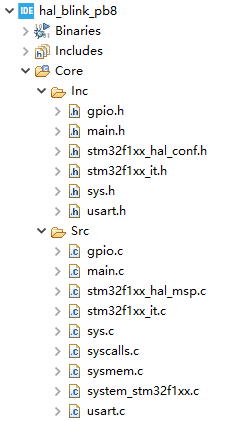 IDE hal_blink_pb8
Binaries
Includes
Core
Inc
.h gpio.h
.h main.h
.h stm32f1xx_hal_conf.h
.h stm32f1xx_it.h
.h sys.h
.h usart.h
Src
.c gpio.c
.c main.c
.c stm32f1xx_hal_msp.c
.c stm32f1xx_it.c
.c sys.c
.c syscalls.c
.c sysmem.c
.c system_stm32f1xx.c
.c usart.c